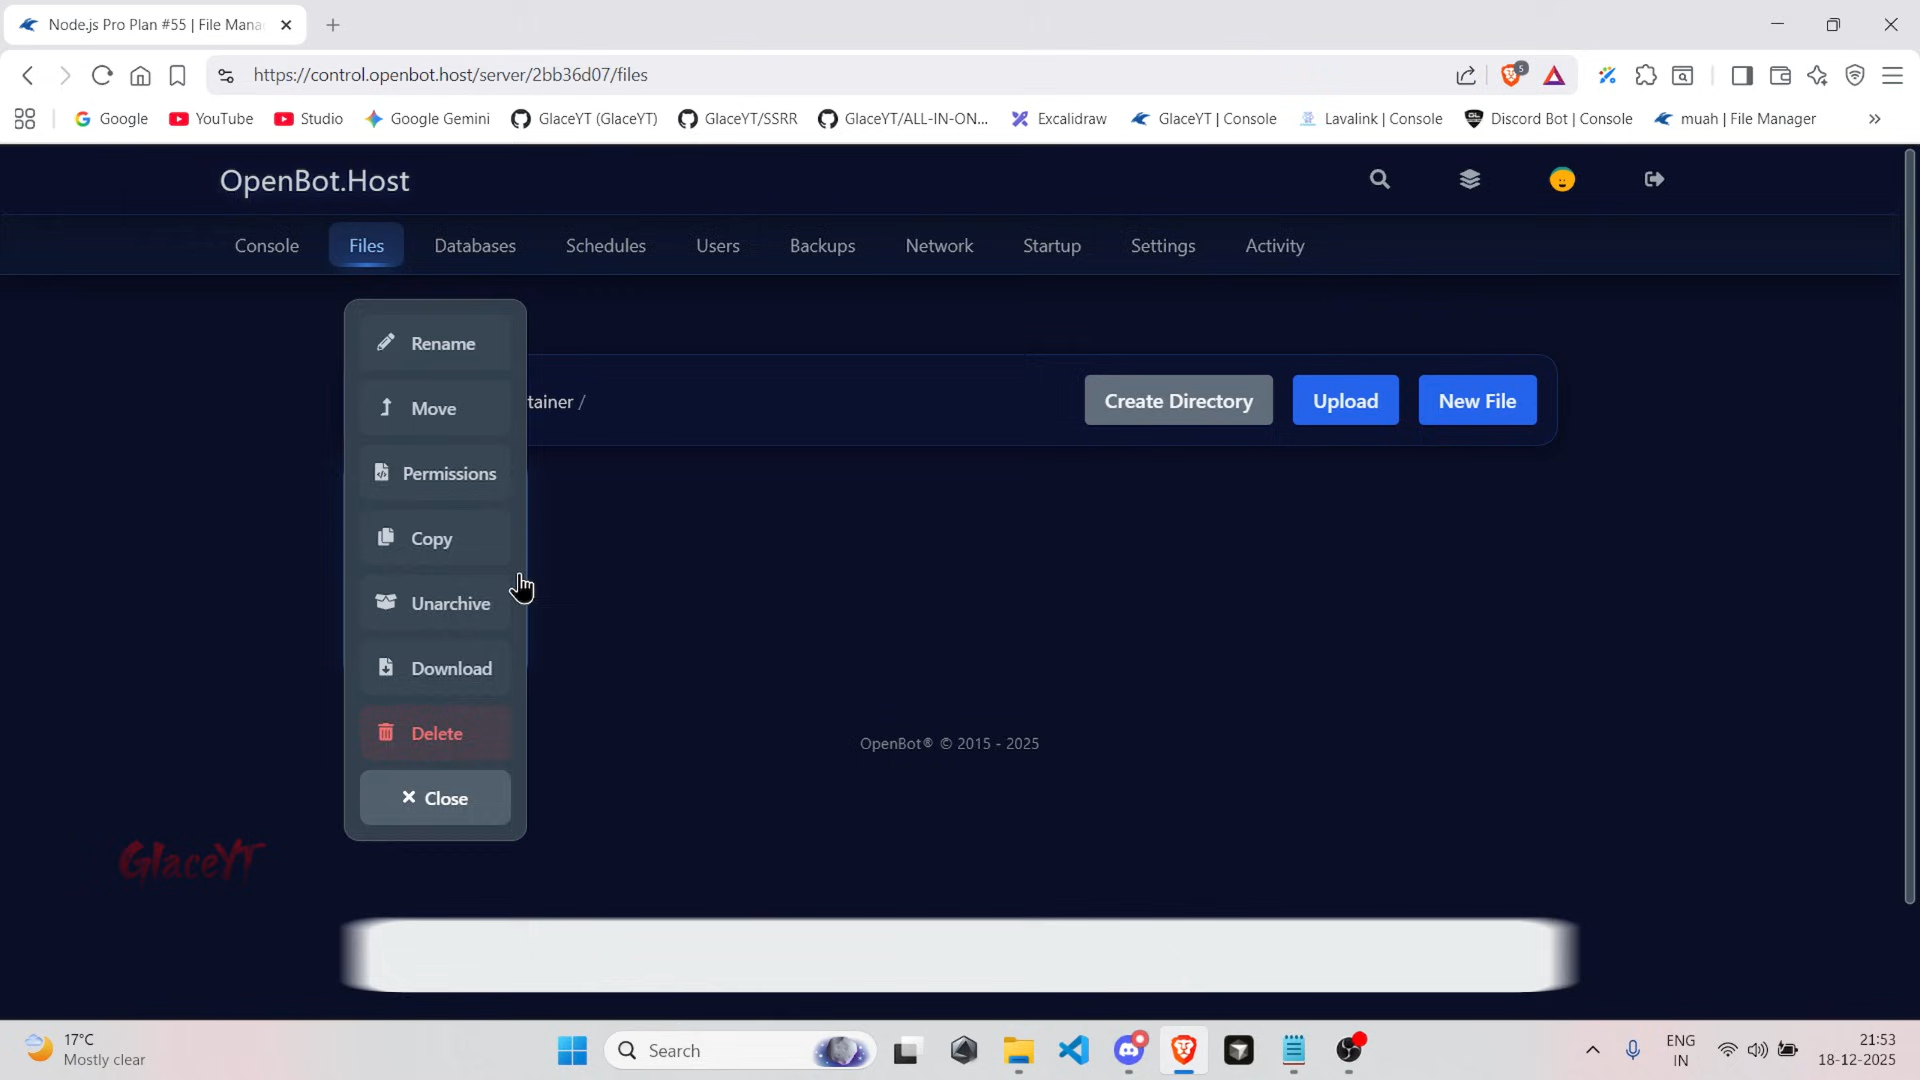 Node.js Pro Plan #55 | File Mana
https://control.openbot.host/server/2bb36d07/files
5
Google
YouTube
Studio
Google Gemini
GlaceYT (GlaceYT)
GlaceYT/SSRR
GlaceYT/ALL-IN-ON...
Excalidraw
GlaceYT | Console
Lavalink | Console
Discord Bot | Console
muah | File Manager
OpenBot.Host
Console
Files
Databases
Schedules
Users
Backups
Network
Startup
Settings
Activity
Rename
Move
Permissions
Copy
Unarchive
Download
Delete
Close
tainer /
Create Directory
Upload
New File
OpenBot® © 2015 - 2025
GlaceYT
17°C
Mostly clear
Search
ENG
IN
21:53
18-12-2025